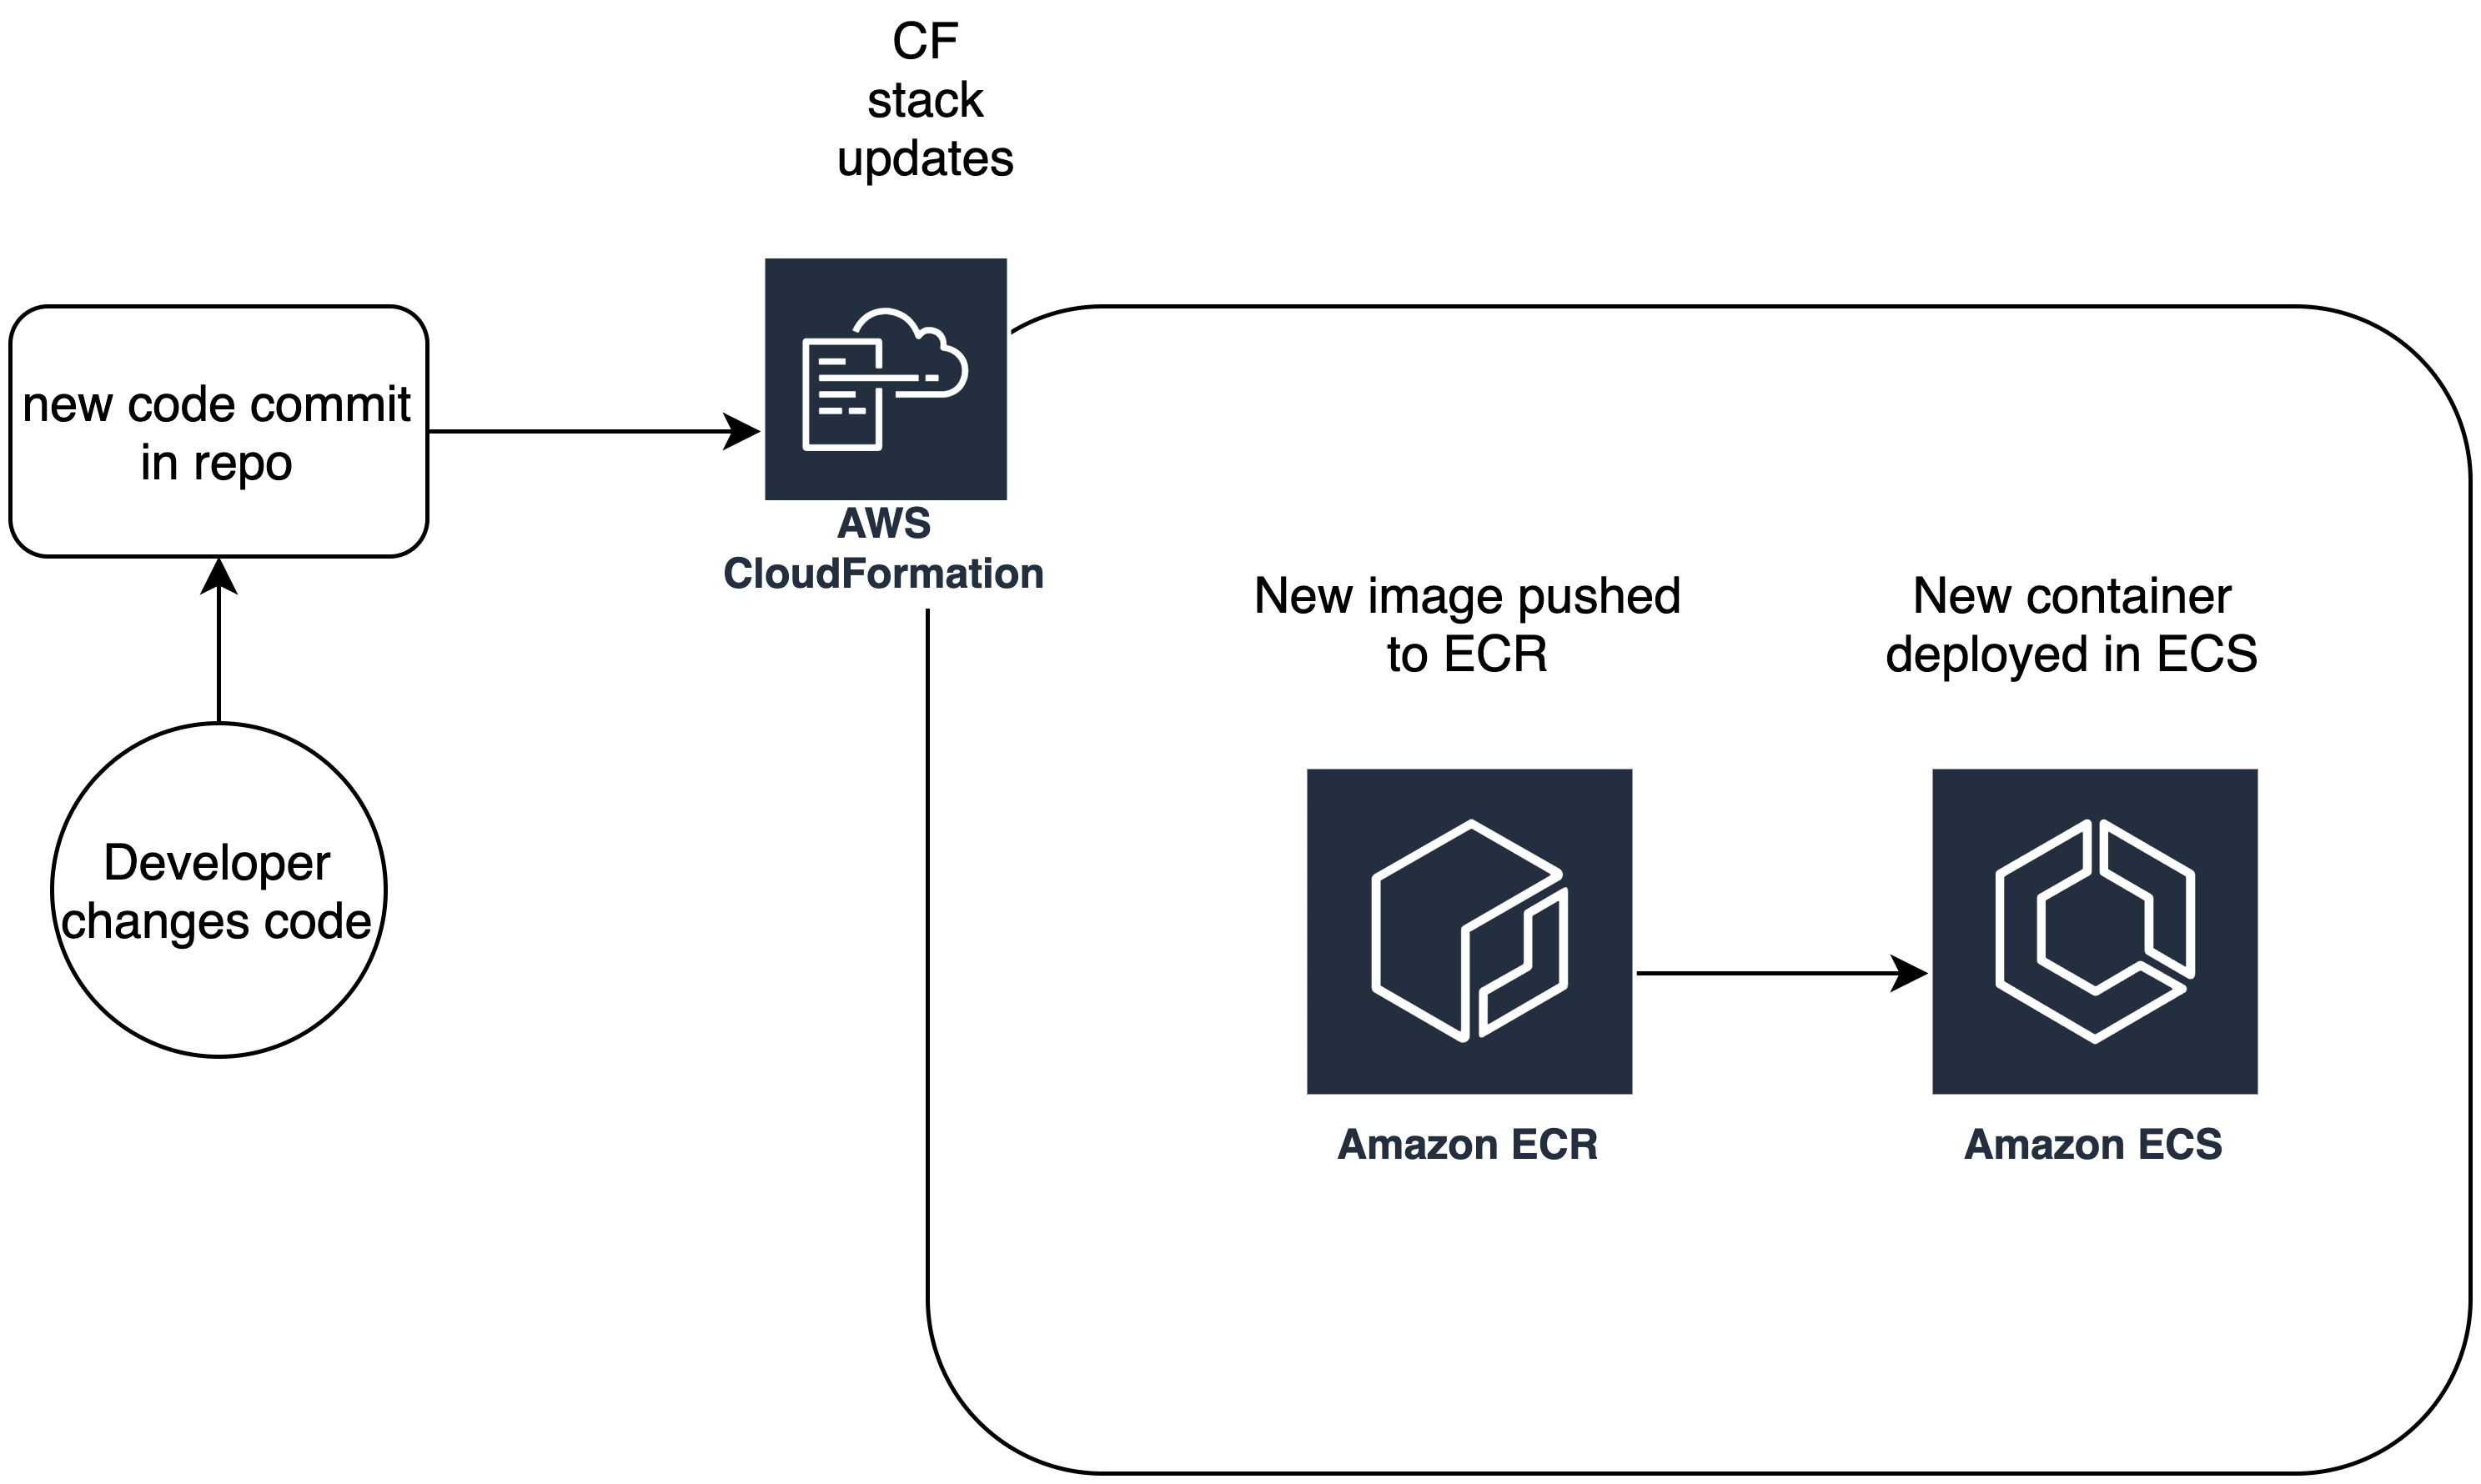 CF
stack
updates
new code commit
in repo
AWS
CloudFormation
New image pushed
to ECR
New container
deployed in ECS
Developer
changes code
Amazon ECR
Amazon ECS